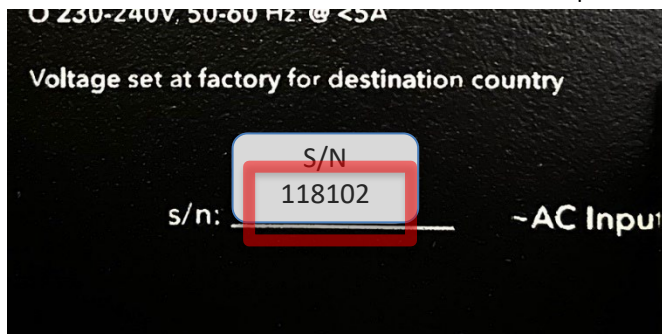 O 230-240V, 50-60 Hz: @ <5A
Voltage set at factory for destination country
S/N
118102
s/n:
~AC Input